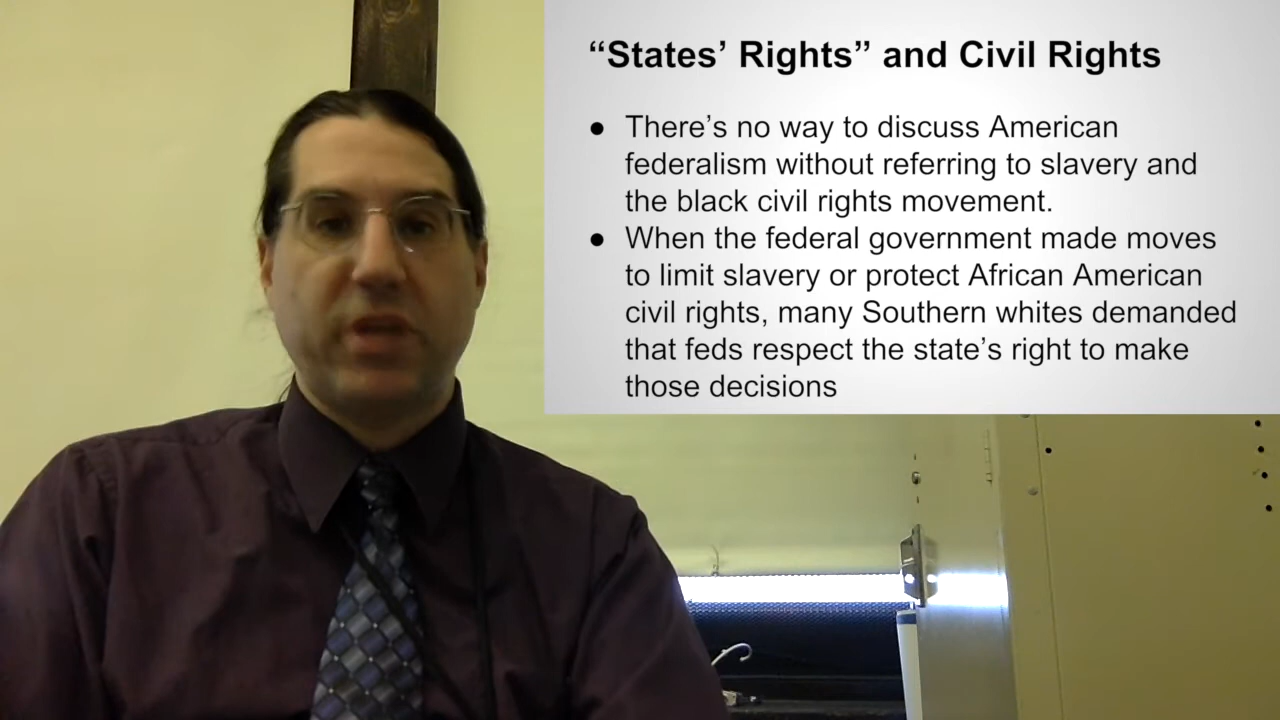 “States’ Rights” and Civil Rights
● There’s no way to discuss American
federalism without referring to slavery and
the black civil rights movement.
● When the federal government made moves
to limit slavery or protect African American
civil rights, many Southern whites demanded
that feds respect the state’s right to make
those decisions